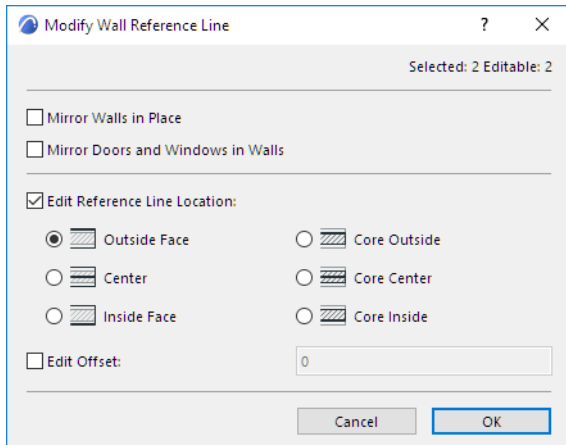 Modify Wall Reference Line ?
Selected: 2 Editable: 2
Mirror Walls in Place
Mirror Doors and Windows in Walls
Edit Reference Line Location:
Outside Face Core Outside
Center Core Center
Inside Face Core Inside
Edit Offset: 0
Cancel OK